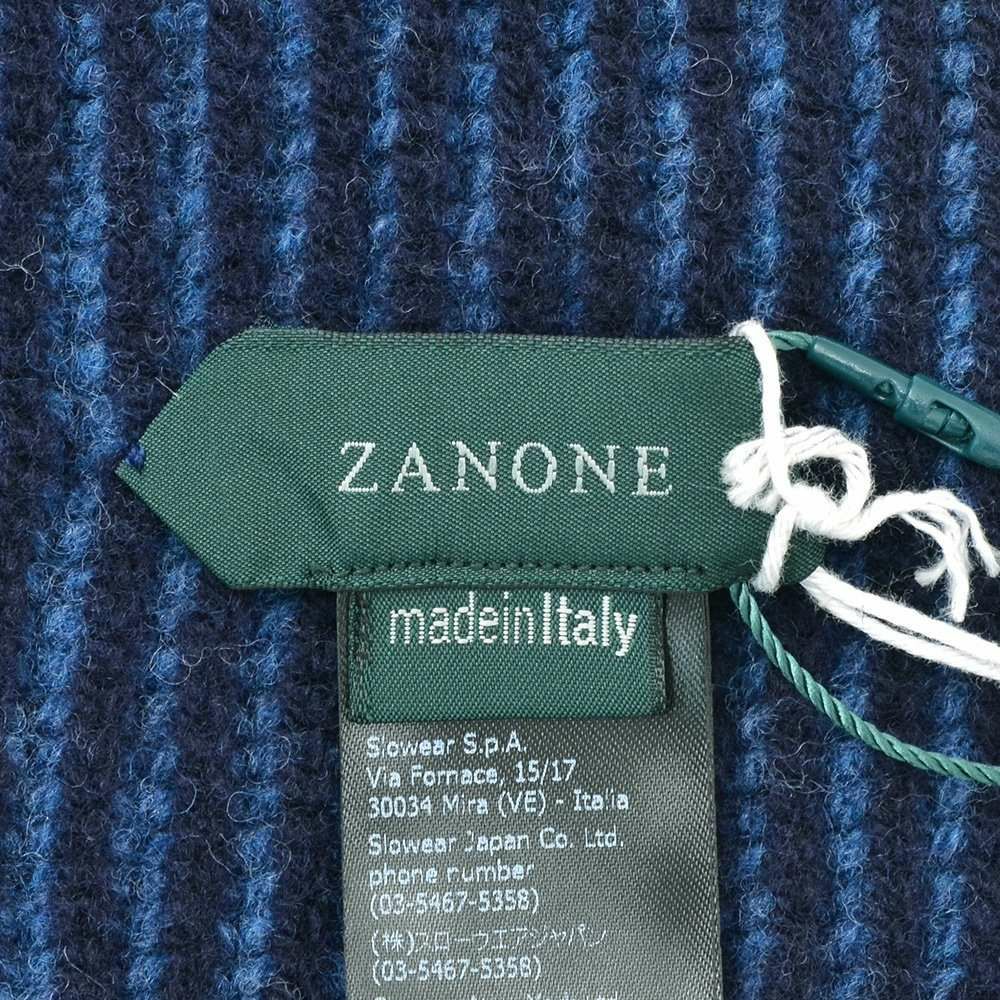 ZANONE
madeinItaly
Slowear S.p.A.
Via Fornace, 15/17
30034 Mira (VE) - Italia
Slowear Japan Co. Ltd.
phone number
(03-5467-5358)
(株)スローウエアジャパン
(03-5467-5358)